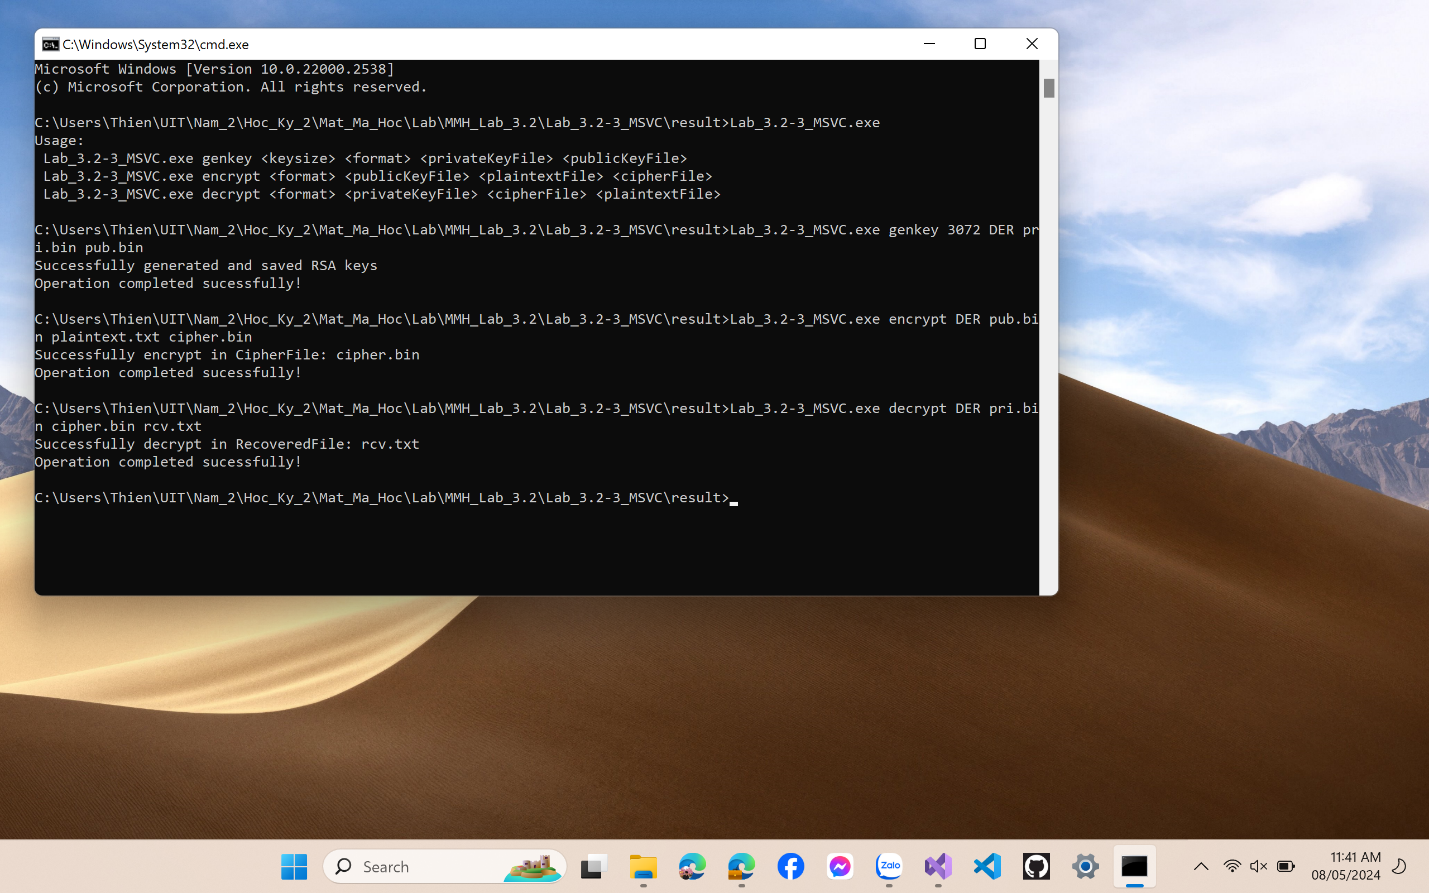 C:\Windows\System32\cmd.exe
Microsoft Windows [Version 10.0.22000.2538]
(c) Microsoft Corporation. All rights reserved.
C:\Users\Thien\UIT\Nam_2\Hoc_Ky_2\Mat_Ma_Hoc\Lab\MMH_Lab_3.2\Lab_3.2-3_MSVC\result>Lab_3.2-3_MSVC.exe
Usage:
Lab_3.2-3_MSVC.exe genkey <keysize> <format> <privateKeyFile> <publicKeyFile>
Lab_3.2-3_MSVC.exe encrypt <format> <publicKeyFile> <plaintextFile> <cipherFile>
Lab_3.2-3_MSVC.exe decrypt <format> <privateKeyFile> <cipherFile> <plaintextFile>
C:\Users\Thien\UIT\Nam_2\Hoc_Ky_2\Mat_Ma_Hoc\Lab\MMH_Lab_3.2\Lab_3.2-3_MSVC\result>Lab_3.2-3_MSVC.exe genkey 3072 DER pr
i.bin pub.bin
Successfully generated and saved RSA keys
Operation completed sucessfully!
C:\Users\Thien\UIT\Nam_2\Hoc_Ky_2\Mat_Ma_Hoc\Lab\MMH_Lab_3.2\Lab_3.2-3_MSVC\result>Lab_3.2-3_MSVC.exe encrypt DER pub.bi
n plaintext.txt cipher.bin
Successfully encrypt in CipherFile: cipher.bin
Operation completed sucessfully!
C:\Users\Thien\UIT\Nam_2\Hoc_Ky_2\Mat_Ma_Hoc\Lab\MMH_Lab_3.2\Lab_3.2-3_MSVC\result>Lab_3.2-3_MSVC.exe decrypt DER pri.bi
n cipher.bin rcv.txt
Successfully decrypt in RecoveredFile: rcv.txt
Operation completed sucessfully!
C:\Users\Thien\UIT\Nam_2\Hoc_Ky_2\Mat_Ma_Hoc\Lab\MMH_Lab_3.2\Lab_3.2-3_MSVC\result>
Search
Zalo
11:41 AM
08/05/2024